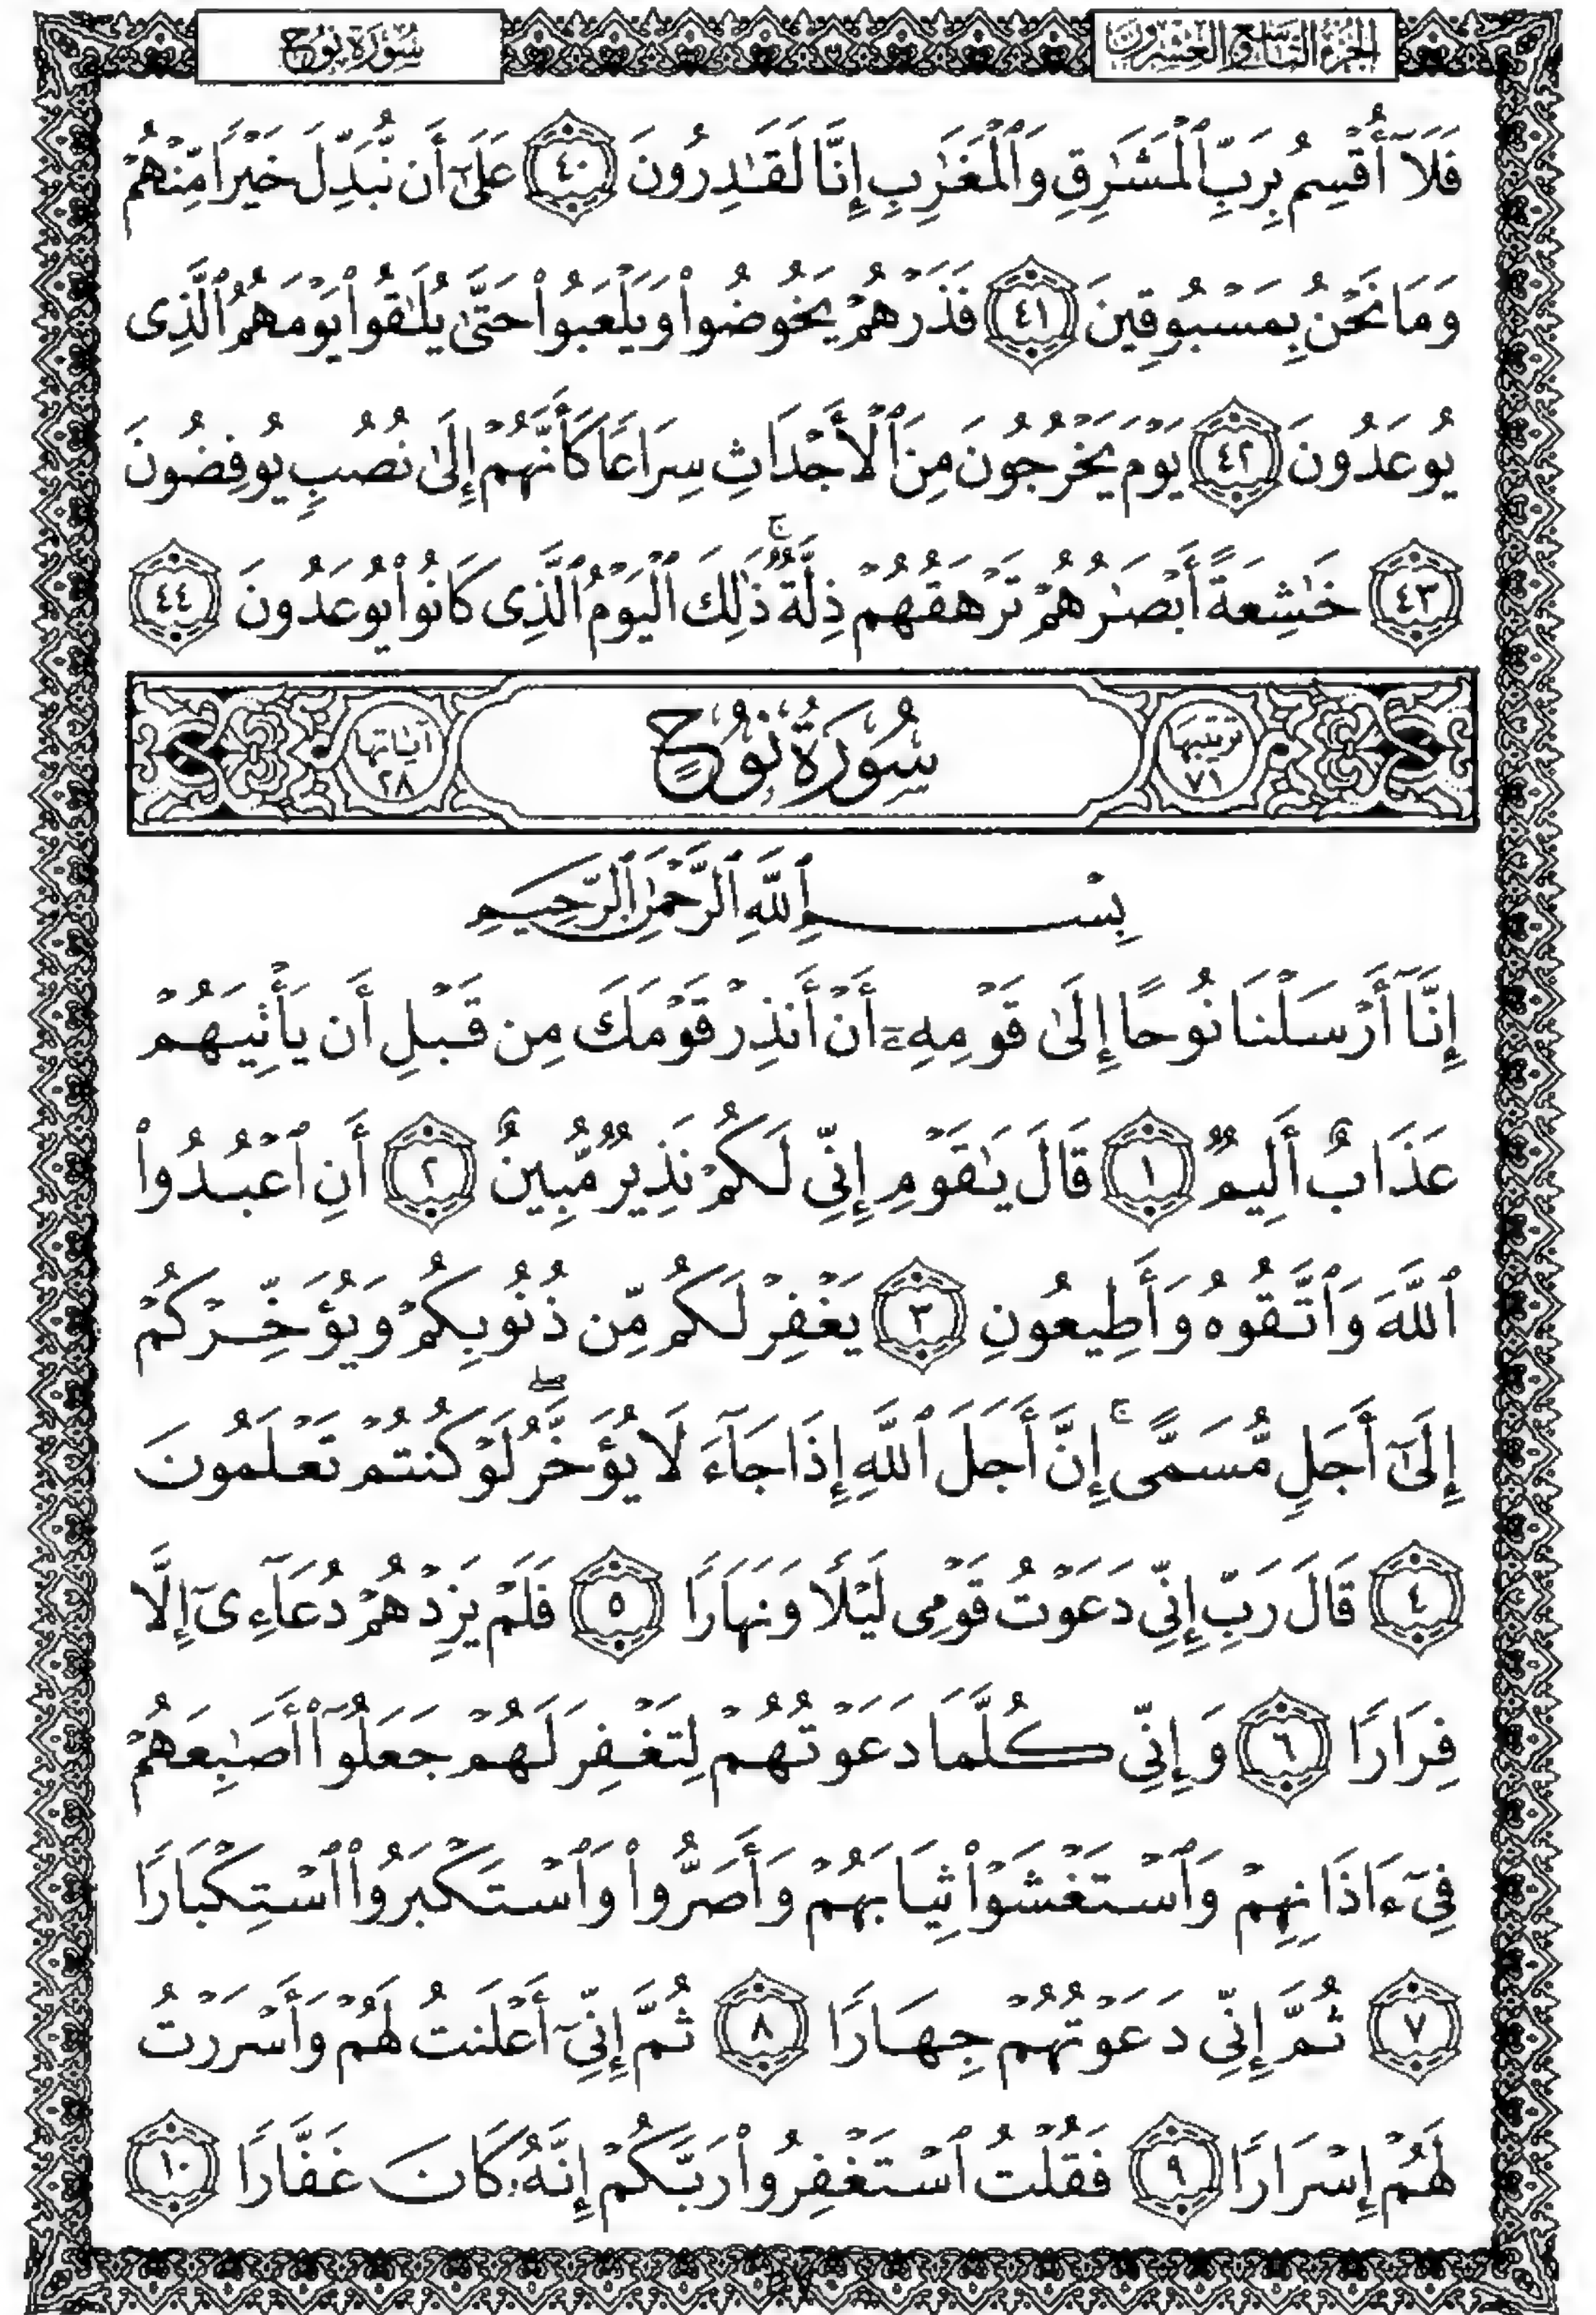 الجزء التاسع والعشرون
سورة نوح
فَلَآ أُقْسِمُ بِرَبِّ ٱلْمَشَٰرِقِ وَٱلْمَغَٰرِبِ إِنَّا لَقَٰدِرُونَ ٤٠ عَلَىٰٓ أَن نُّبَدِّلَ خَيْرًا مِّنْهُمْ
وَمَا نَحْنُ بِمَسْبُوقِينَ ٤١ فَذَرْهُمْ يَخُوضُوا۟ وَيَلْعَبُوا۟ حَتَّىٰ يُلَٰقُوا۟ يَوْمَهُمُ ٱلَّذِى
يُوعَدُونَ ٤٢ يَوْمَ يَخْرُجُونَ مِنَ ٱلْأَجْدَاثِ سِرَاعًا كَأَنَّهُمْ إِلَىٰ نُصُبٍ يُوفِضُونَ
٤٣ خَٰشِعَةً أَبْصَٰرُهُمْ تَرْهَقُهُمْ ذِلَّةٌ ۚ ذَٰلِكَ ٱلْيَوْمُ ٱلَّذِى كَانُوا۟ يُوعَدُونَ ٤٤
ترتيبها
٧١
سُورَةُ نُوحٍ
آياتها
٢٨
بِسْمِ ٱللَّهِ ٱلرَّحْمَٰنِ ٱلرَّحِيمِ
إِنَّآ أَرْسَلْنَا نُوحًا إِلَىٰ قَوْمِهِۦٓ أَنْ أَنذِرْ قَوْمَكَ مِن قَبْلِ أَن يَأْتِيَهُمْ
عَذَابٌ أَلِيمٌ ١ قَالَ يَٰقَوْمِ إِنِّى لَكُمْ نَذِيرٌ مُّبِينٌ ٢ أَنِ ٱعْبُدُوا۟
ٱللَّهَ وَٱتَّقُوهُ وَأَطِيعُونِ ٣ يَغْفِرْ لَكُم مِّن ذُنُوبِكُمْ وَيُؤَخِّرْكُمْ
إِلَىٰٓ أَجَلٍ مُّسَمًّى ۚ إِنَّ أَجَلَ ٱللَّهِ إِذَا جَآءَ لَا يُؤَخَّرُ ۖ لَوْ كُنتُمْ تَعْلَمُونَ
٤ قَالَ رَبِّ إِنِّى دَعَوْتُ قَوْمِى لَيْلًا وَنَهَارًا ٥ فَلَمْ يَزِدْهُمْ دُعَآءِىٓ إِلَّا
فِرَارًا ٦ وَإِنِّى كُلَّمَا دَعَوْتُهُمْ لِتَغْفِرَ لَهُمْ جَعَلُوٓا۟ أَصَٰبِعَهُمْ
فِىٓ ءَاذَانِهِمْ وَٱسْتَغْشَوْا۟ ثِيَابَهُمْ وَأَصَرُّوا۟ وَٱسْتَكْبَرُوا۟ ٱسْتِكْبَارًا
٧ ثُمَّ إِنِّى دَعَوْتُهُمْ جِهَارًا ٨ ثُمَّ إِنِّىٓ أَعْلَنتُ لَهُمْ وَأَسْرَرْتُ
لَهُمْ إِسْرَارًا ٩ فَقُلْتُ ٱسْتَغْفِرُوا۟ رَبَّكُمْ إِنَّهُۥ كَانَ غَفَّارًا ١٠